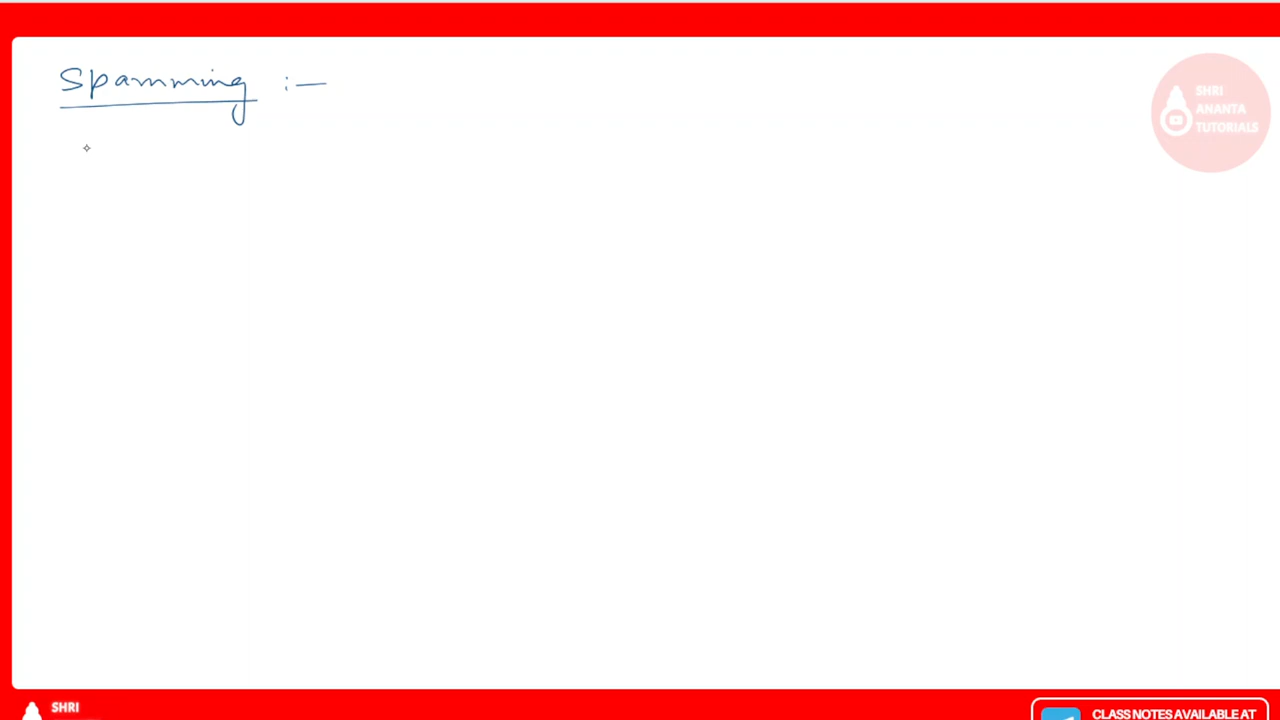 Spamming :—
SHRI
ANANTA
TUTORIALS
SHRI
CLASS NOTES AVAILABLE AT